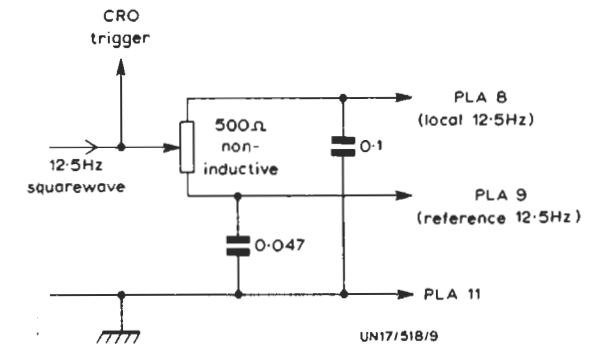 CRO
trigger
PLA 8
(local 12·5Hz)
500Ω
non-
inductive
0·1
12·5Hz
squarewave
PLA 9
(reference 12·5Hz)
0·047
PLA 11
UN17/518/9